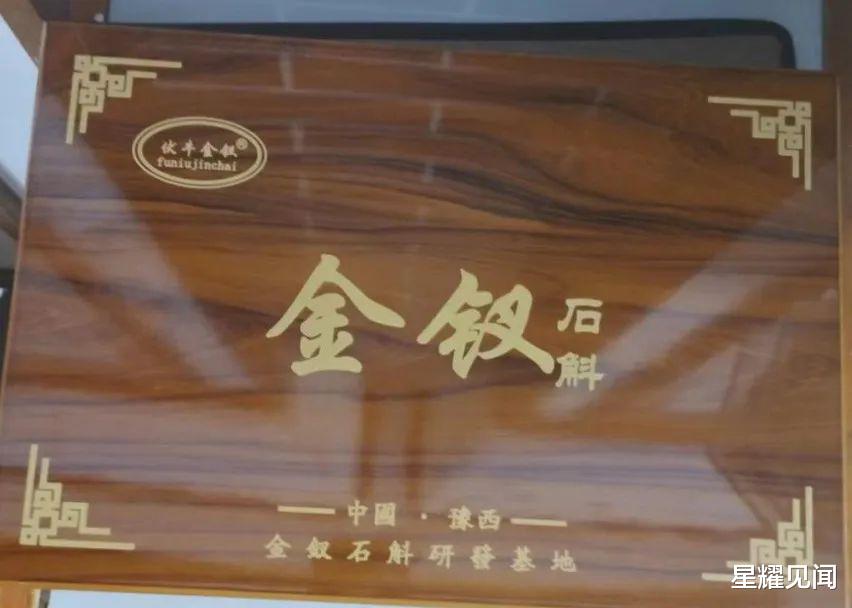 伏牛金钗®
funiujinchai
金钗石斛
中國·豫西
金釵石斛研發基地
星耀见闻